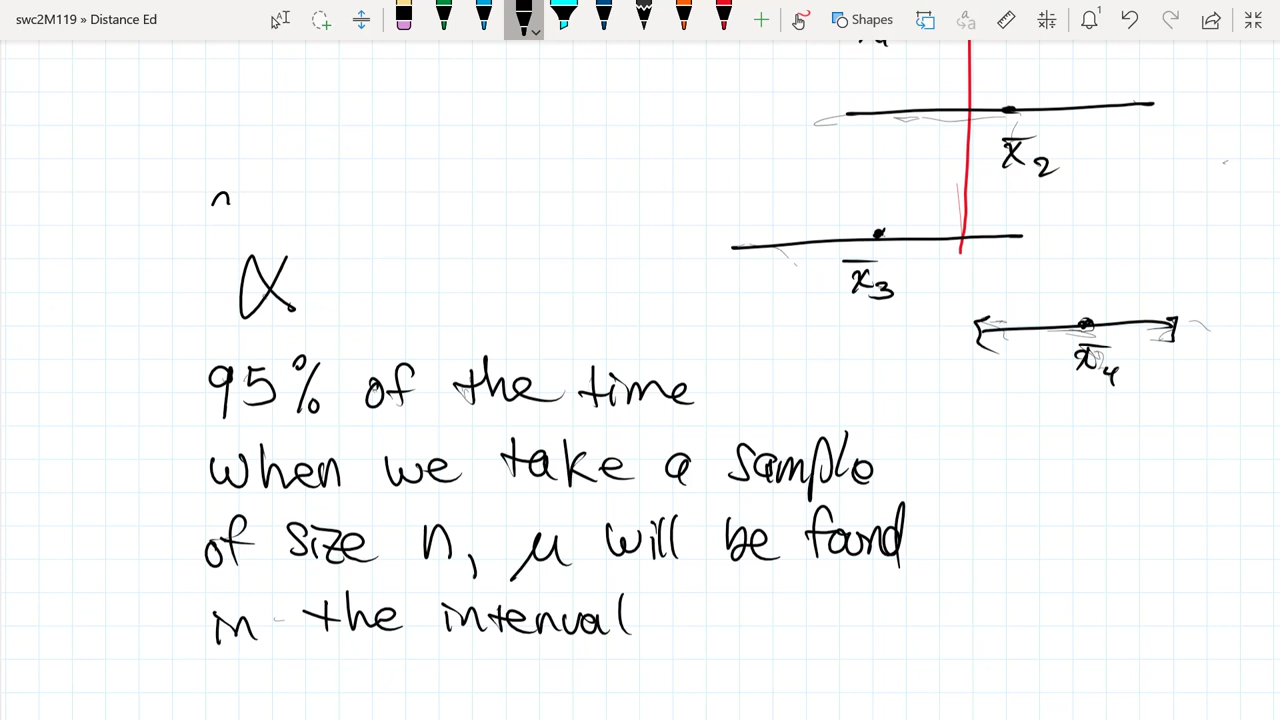 swc2M119 » Distance Ed
Shapes
x̄2
x̄3
x̄4
α
95% of the time
when we take a sample
of size n, μ will be found
in the interval